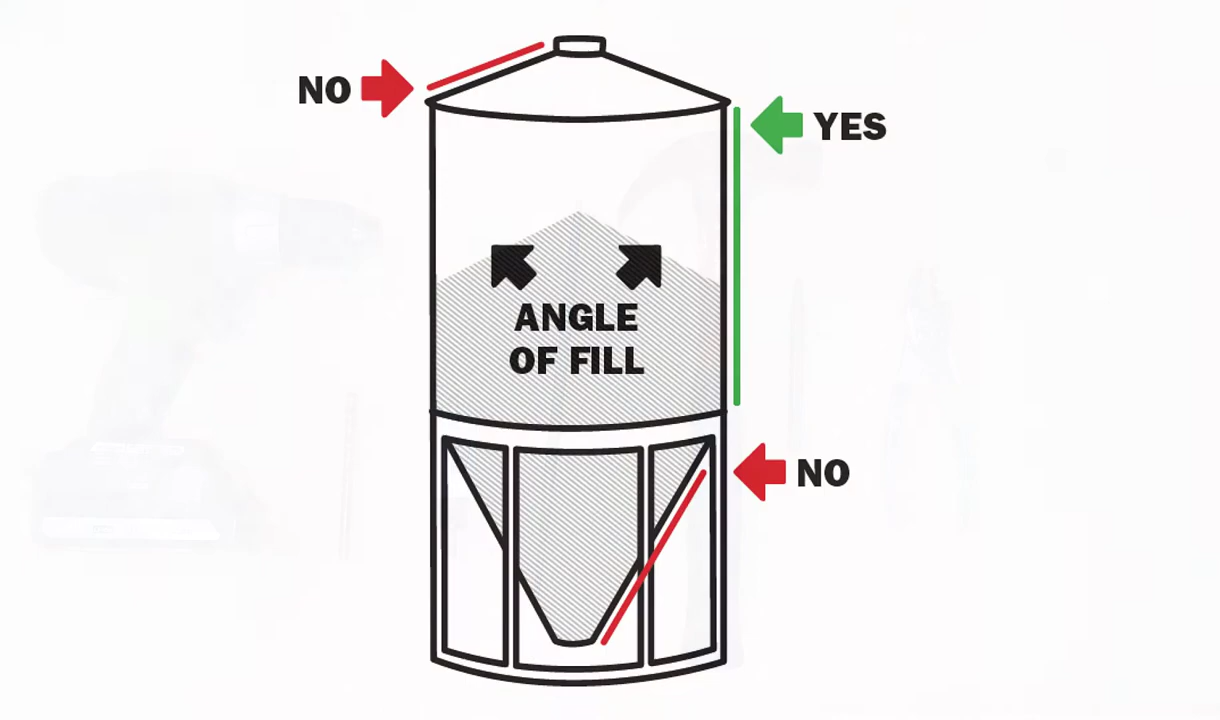 NO
YES
ANGLE
OF FILL
NO